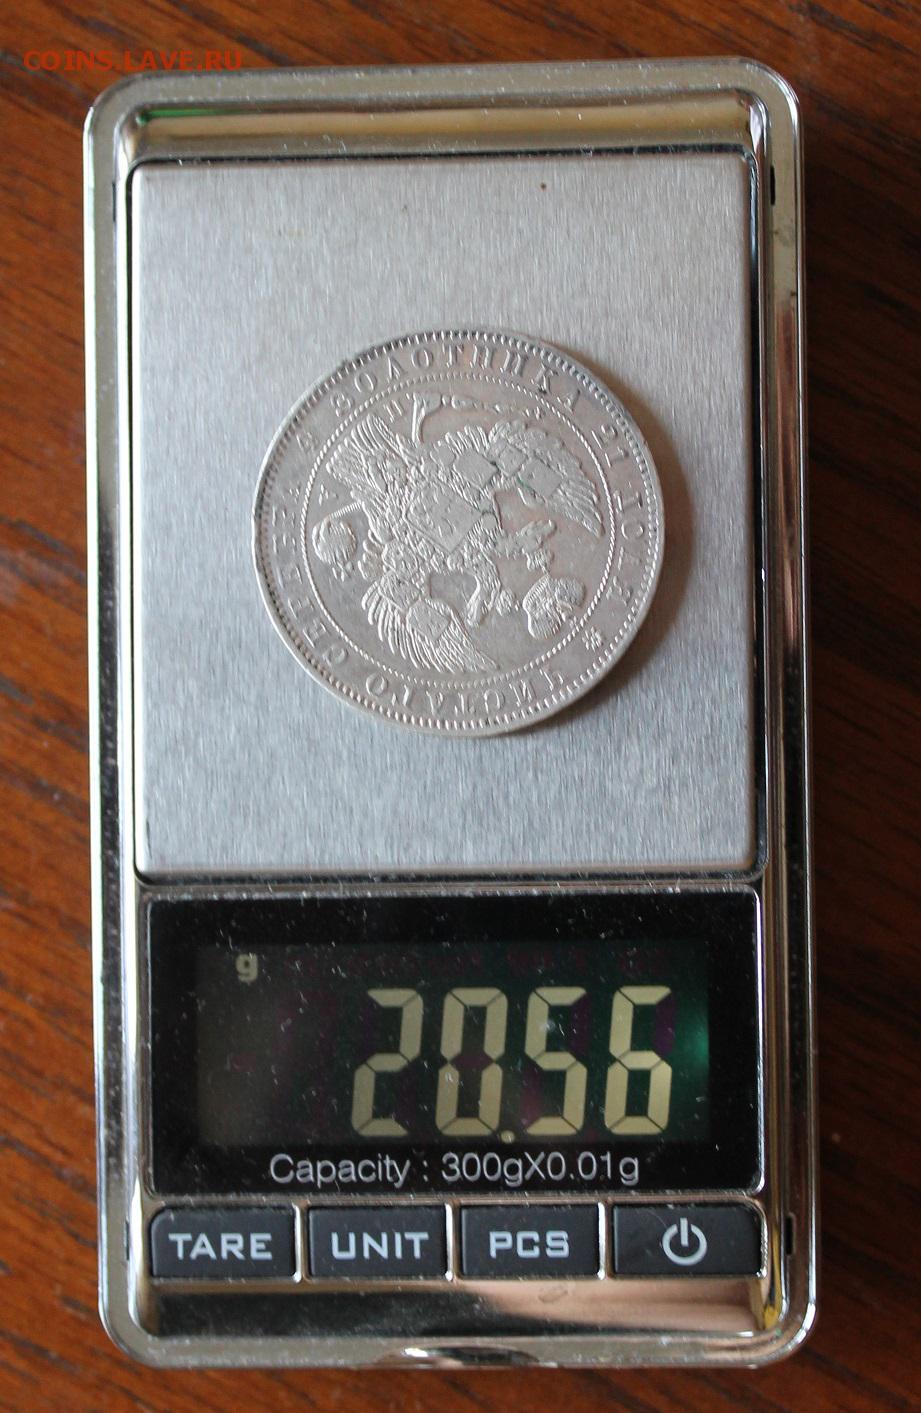 COINS.LAVE.RU
ЧИСТАГО СЕРЕБРА 4 ЗОЛОТНИКА 21 ДОЛЯ
g
20.56
Capacity : 300gX0.01g
TARE UNIT PCS